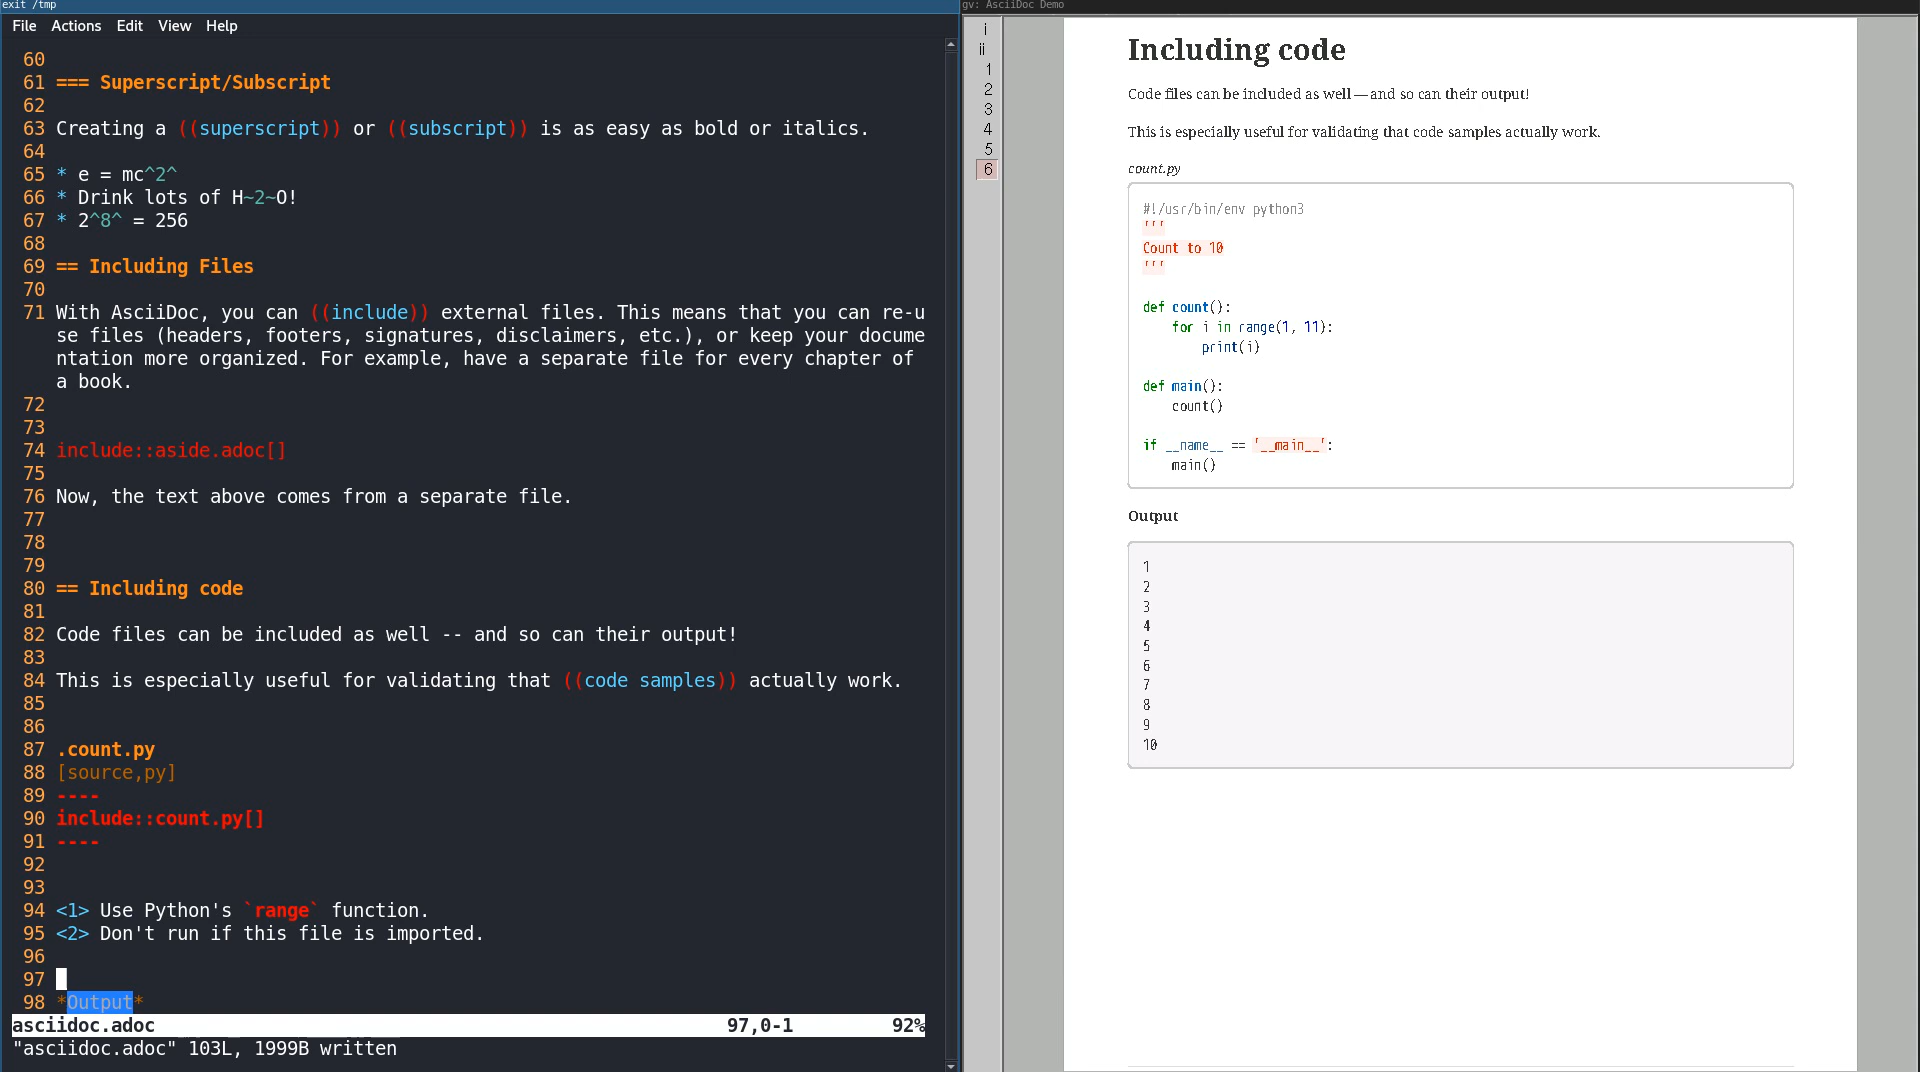 exit /tmp
File Actions Edit View Help
60
61 === Superscript/Subscript
62
63 Creating a ((superscript)) or ((subscript)) is as easy as bold or italics.
64
65 * e = mc^2^
66 * Drink lots of H~2~O!
67 * 2^8^ = 256
68
69 == Including Files
70
71 With AsciiDoc, you can ((include)) external files. This means that you can re-u
se files (headers, footers, signatures, disclaimers, etc.), or keep your docume
ntation more organized. For example, have a separate file for every chapter of
a book.
72
73
74 include::aside.adoc[]
75
76 Now, the text above comes from a separate file.
77
78
79
80 == Including code
81
82 Code files can be included as well -- and so can their output!
83
84 This is especially useful for validating that ((code samples)) actually work.
85
86
87 .count.py
88 [source,py]
89 ----
90 include::count.py[]
91 ----
92
93
94 <1> Use Python's `range` function.
95 <2> Don't run if this file is imported.
96
97
98 *Output*
asciidoc.adoc 97,0-1 92%
"asciidoc.adoc" 103L, 1999B written
gv: AsciiDoc Demo
i
ii
1
2
3
4
5
6
Including code
Code files can be included as well — and so can their output!
This is especially useful for validating that code samples actually work.
count.py
#!/usr/bin/env python3
'''
Count to 10
'''
def count():
    for i in range(1, 11):
        print(i)
def main():
    count()
if __name__ == '__main__':
    main()
Output
1
2
3
4
5
6
7
8
9
10